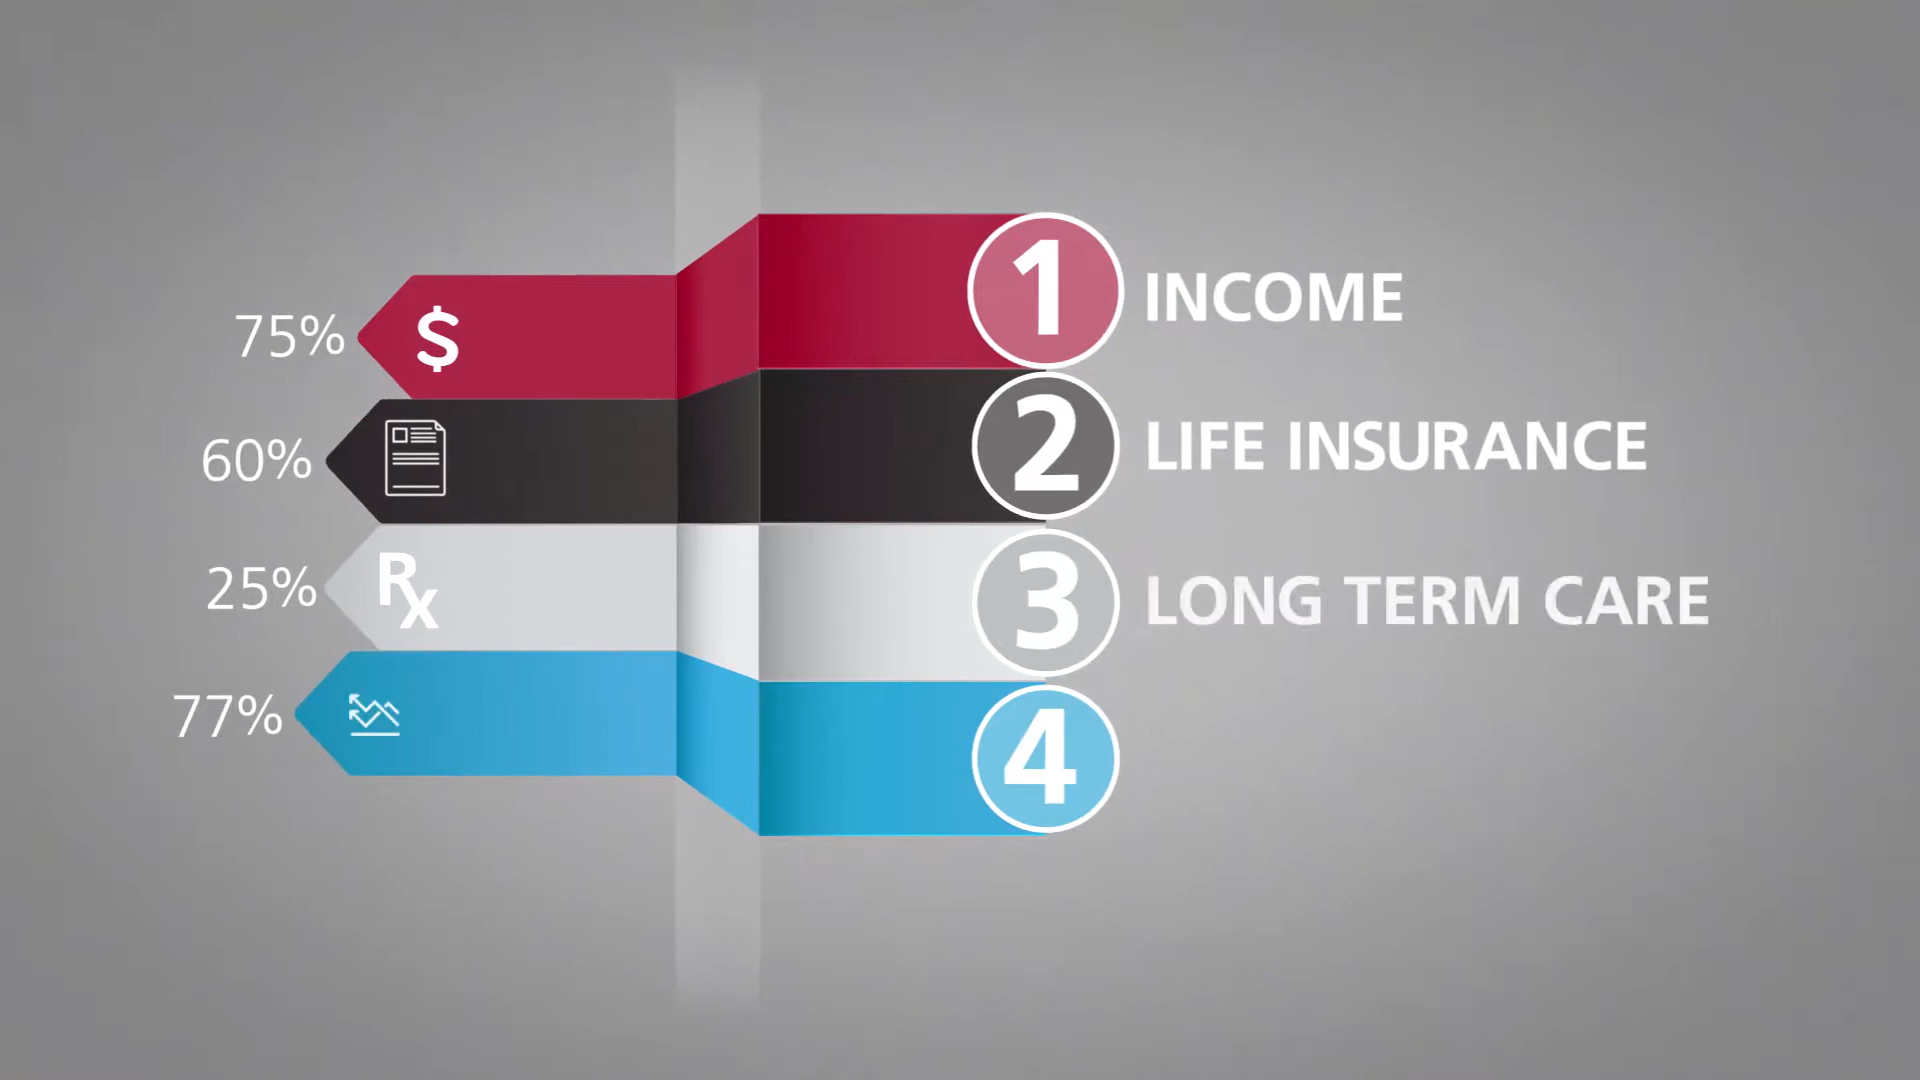 75% $ 1 INCOME
60% 2 LIFE INSURANCE
25% Rx 3 LONG TERM CARE
77% 4